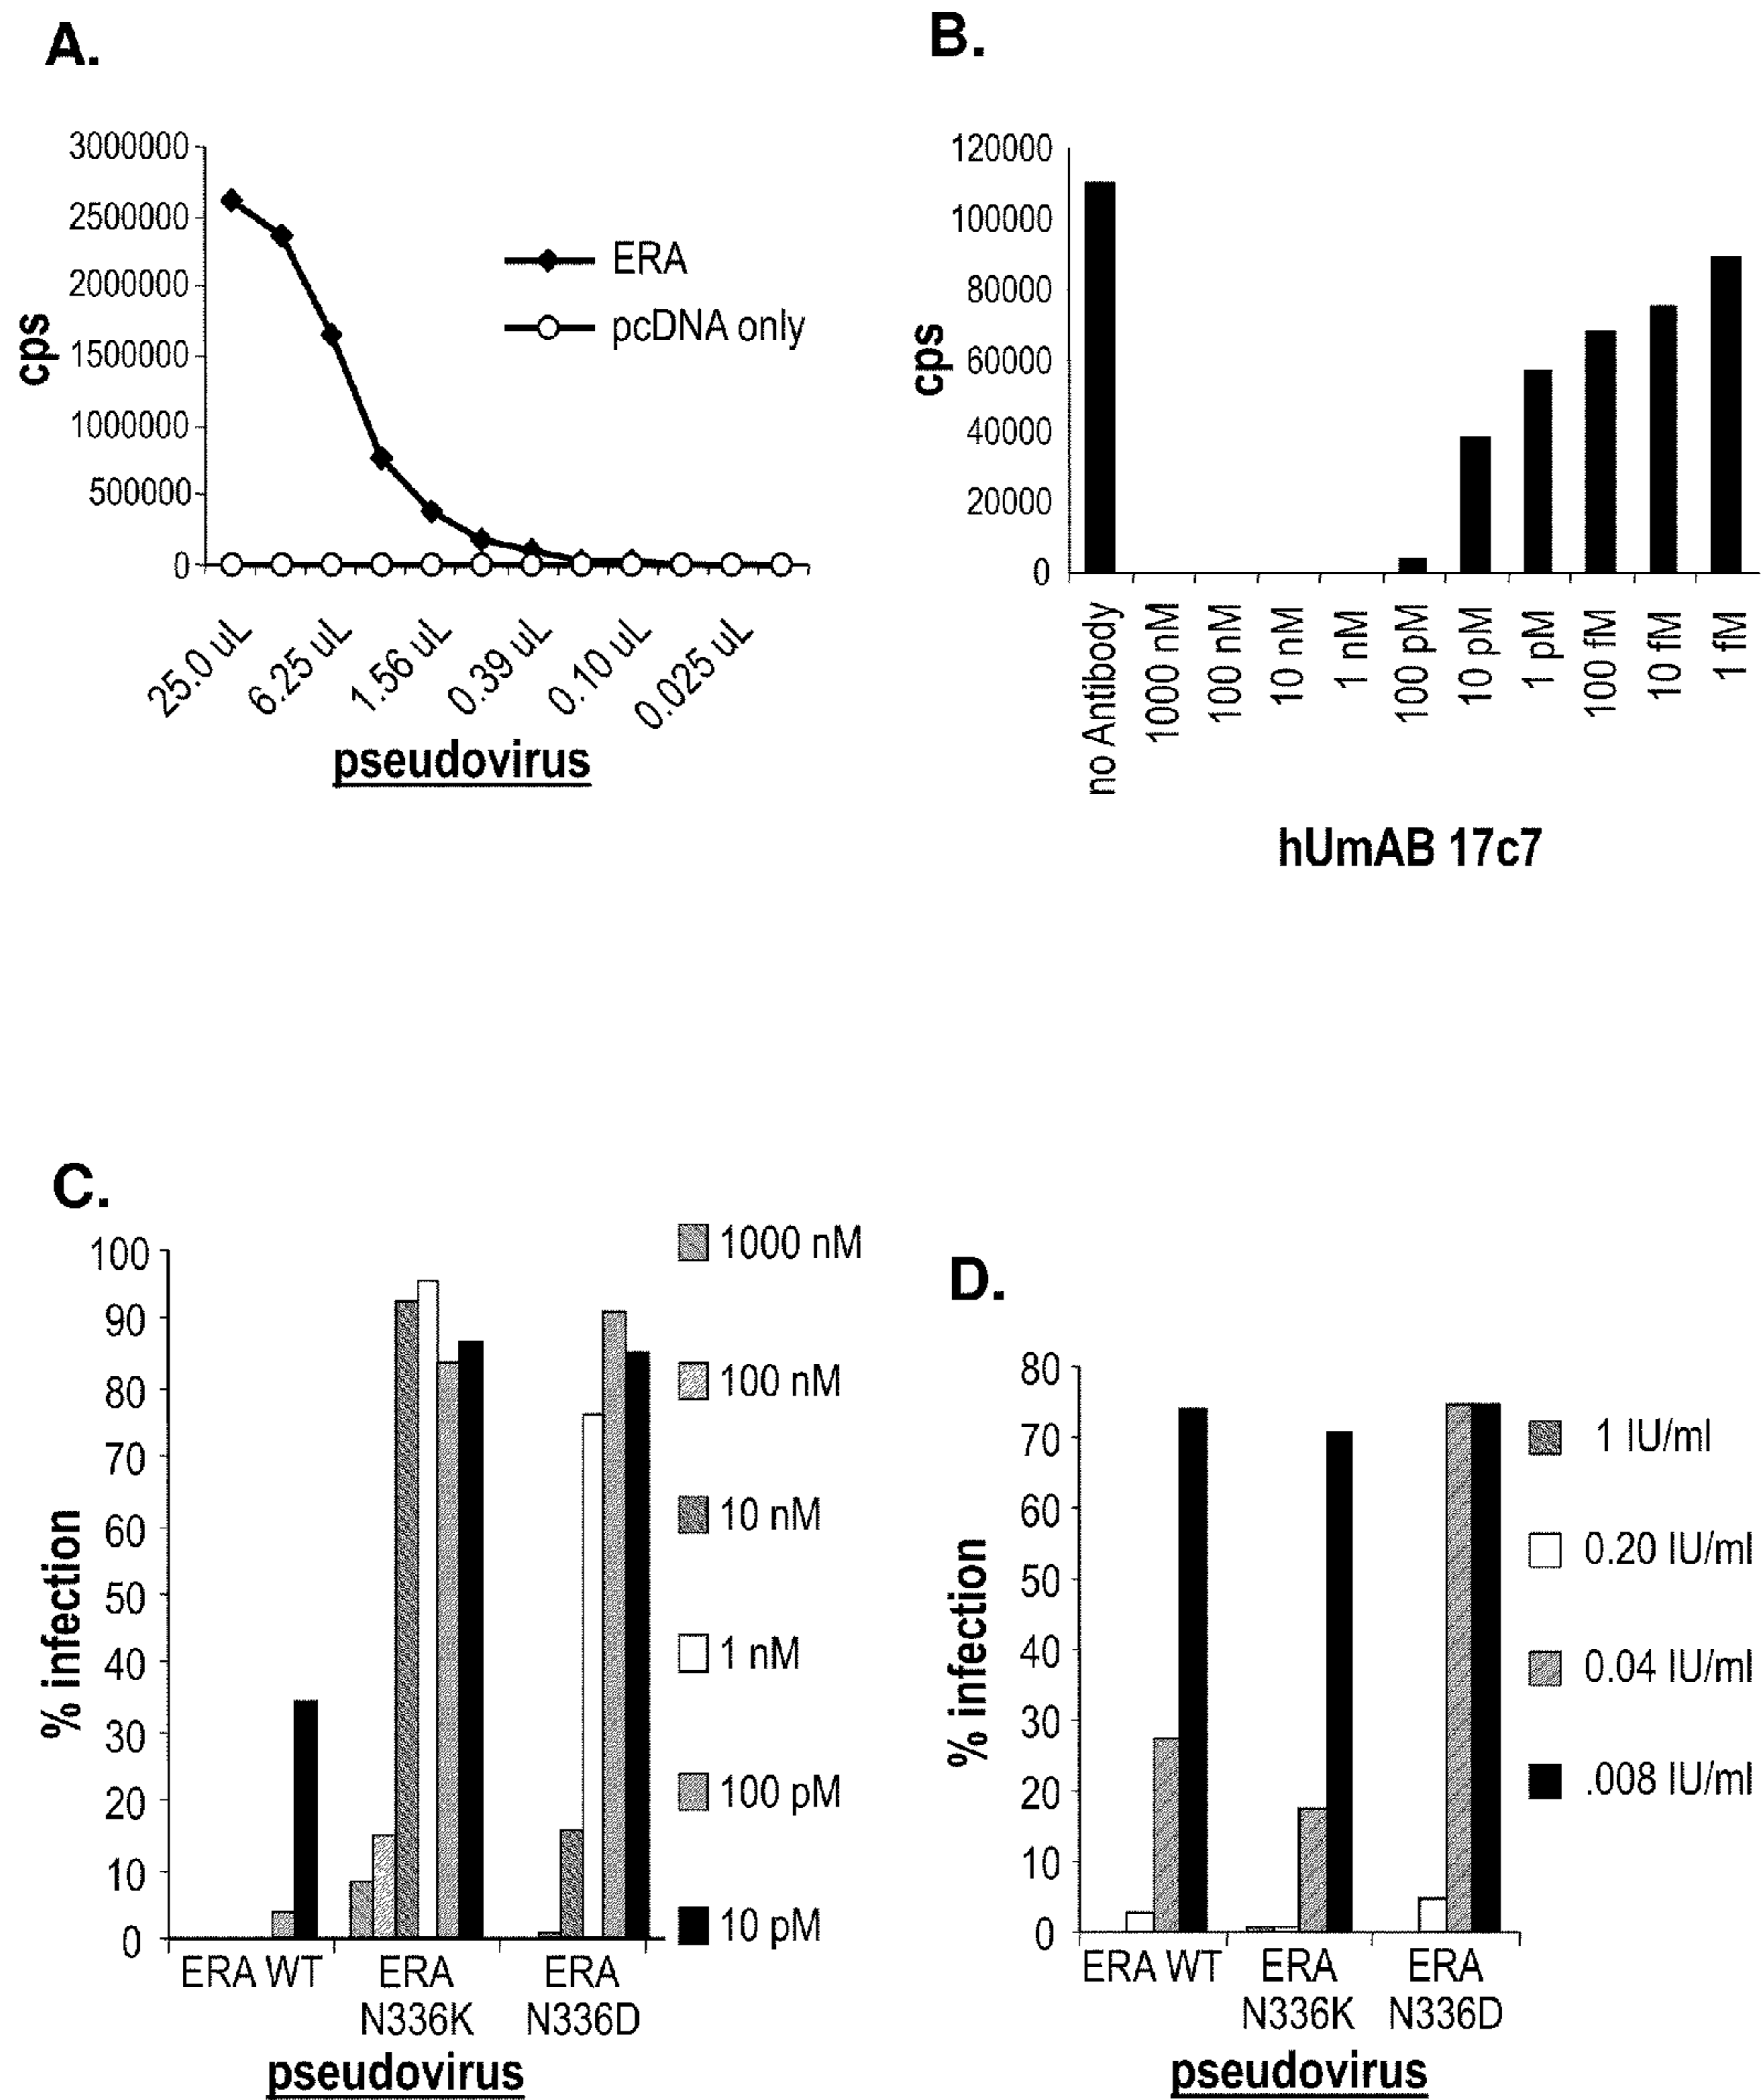 A.
3000000
2500000
2000000
1500000
1000000
500000
0
cps
ERA
pcDNA only
25.0 uL
6.25 uL
1.56 uL
0.39 uL
0.10 uL
0.025 uL
pseudovirus
B.
120000
100000
80000
60000
40000
20000
0
cps
no Antibody
1000 nM
100 nM
10 nM
1 nM
100 pM
10 pM
1 pM
100 fM
10 fM
1 fM
hUmAB 17c7
C.
100
90
80
70
60
50
40
30
20
10
0
% infection
1000 nM
100 nM
10 nM
1 nM
100 pM
10 pM
ERA WT
ERA
N336K
ERA
N336D
pseudovirus
D.
80
70
60
50
40
30
20
10
0
% infection
1 IU/ml
0.20 IU/ml
0.04 IU/ml
.008 IU/ml
ERA WT
ERA
N336K
ERA
N336D
pseudovirus